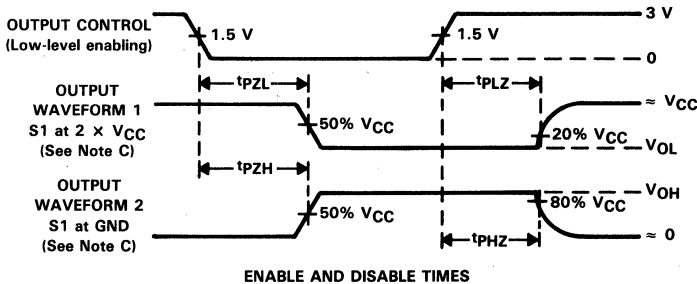 OUTPUT CONTROL
(Low-level enabling)
1.5 V
1.5 V
3 V
0
tPZL
tPLZ
OUTPUT
WAVEFORM 1
S1 at 2 × VCC
(See Note C)
50% VCC
≈ VCC
20% VCC
VOL
tPZH
OUTPUT
WAVEFORM 2
S1 at GND
(See Note C)
50% VCC
VOH
80% VCC
≈ 0
tPHZ
ENABLE AND DISABLE TIMES